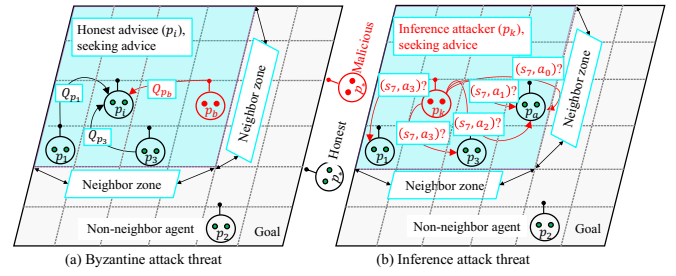 Honest advisee (p_i),
seeking advice
Q_{p_1}
Q_{p_b}
Q_{p_3}
p_i
p_b
p_1
p_3
Neighbor zone
Neighbor zone
Non-neighbor agent
p_2
Goal
(a) Byzantine attack threat
Malicious
p_*
Honest
p_*
Inference attacker (p_k),
seeking advice
(s_7, a_0)?
(s_7, a_3)?
(s_7, a_1)?
(s_7, a_2)?
(s_7, a_3)?
p_k
p_a
p_1
p_3
Neighbor zone
Neighbor zone
Non-neighbor agent
p_2
Goal
(b) Inference attack threat